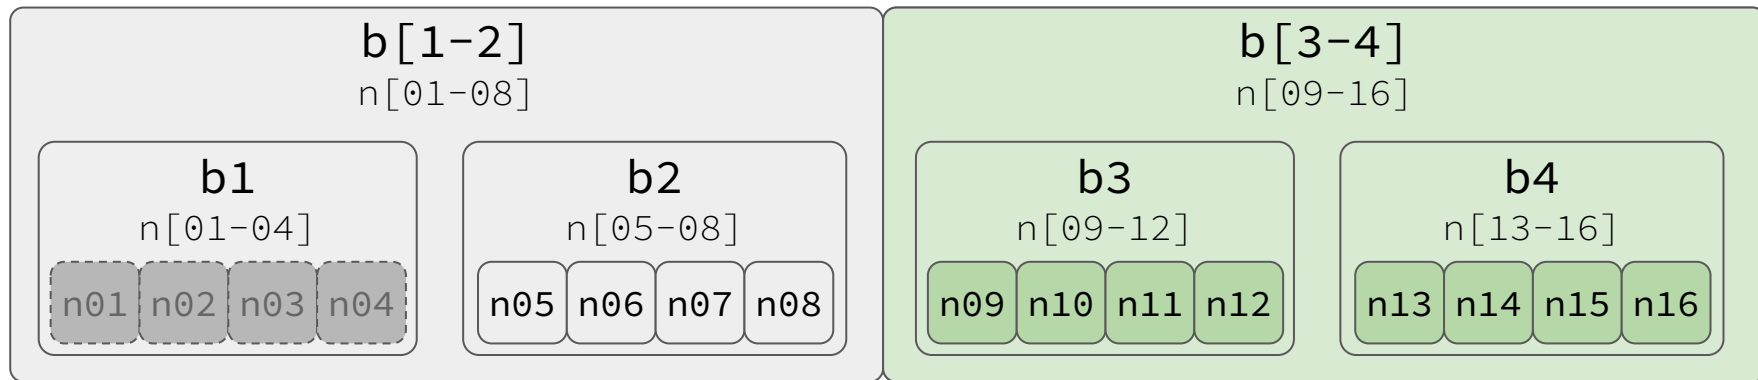 b[1-2]
n[01-08]
b1
n[01-04]
n01 n02 n03 n04
b2
n[05-08]
n05 n06 n07 n08
b[3-4]
n[09-16]
b3
n[09-12]
n09 n10 n11 n12
b4
n[13-16]
n13 n14 n15 n16